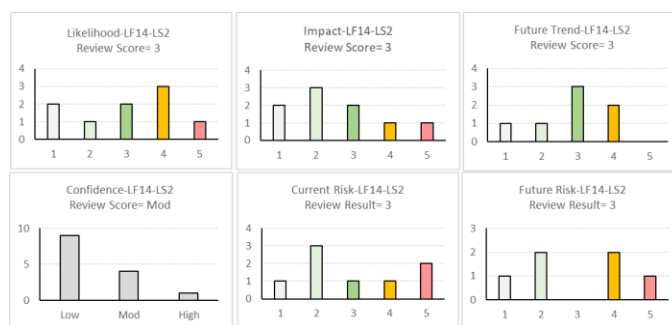 Likelihood-LF14-LS2
Review Score= 3
4
3
2
1
0
1 2 3 4 5
Impact-LF14-LS2
Review Score= 3
4
3
2
1
0
1 2 3 4 5
Future Trend-LF14-LS2
Review Score= 3
4
3
2
1
0
1 2 3 4 5
Confidence-LF14-LS2
Review Score= Mod
10
5
0
Low Mod High
Current Risk-LF14-LS2
Review Result= 3
4
3
2
1
0
1 2 3 4 5
Future Risk-LF14-LS2
Review Result= 3
3
2
1
0
1 2 3 4 5